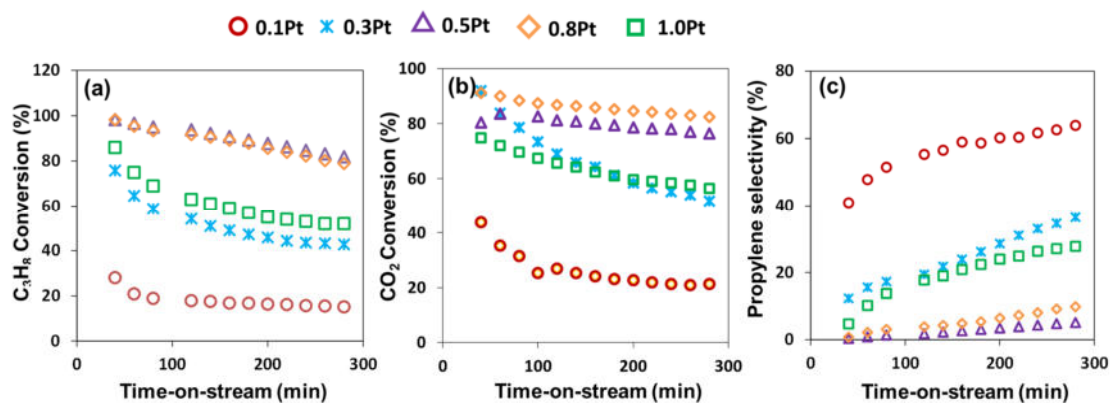 0.1Pt 0.3Pt 0.5Pt 0.8Pt 1.0Pt
(a)
C₃H₈ Conversion (%)
120
100
80
60
40
20
0
0 100 200 300
Time-on-stream (min)
(b)
CO₂ Conversion (%)
100
80
60
40
20
0
0 100 200 300
Time-on-stream (min)
(c)
Propylene selectivity (%)
80
60
40
20
0
0 100 200 300
Time-on-stream (min)